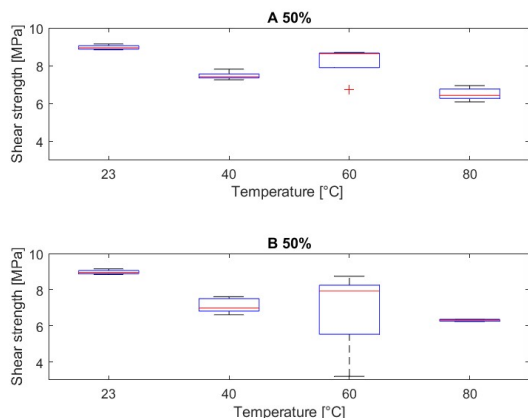 A 50%
10
8
6
4
Shear strength [MPa]
23 40 60 80
Temperature [°C]
B 50%
10
8
6
4
Shear strength [MPa]
23 40 60 80
Temperature [°C]